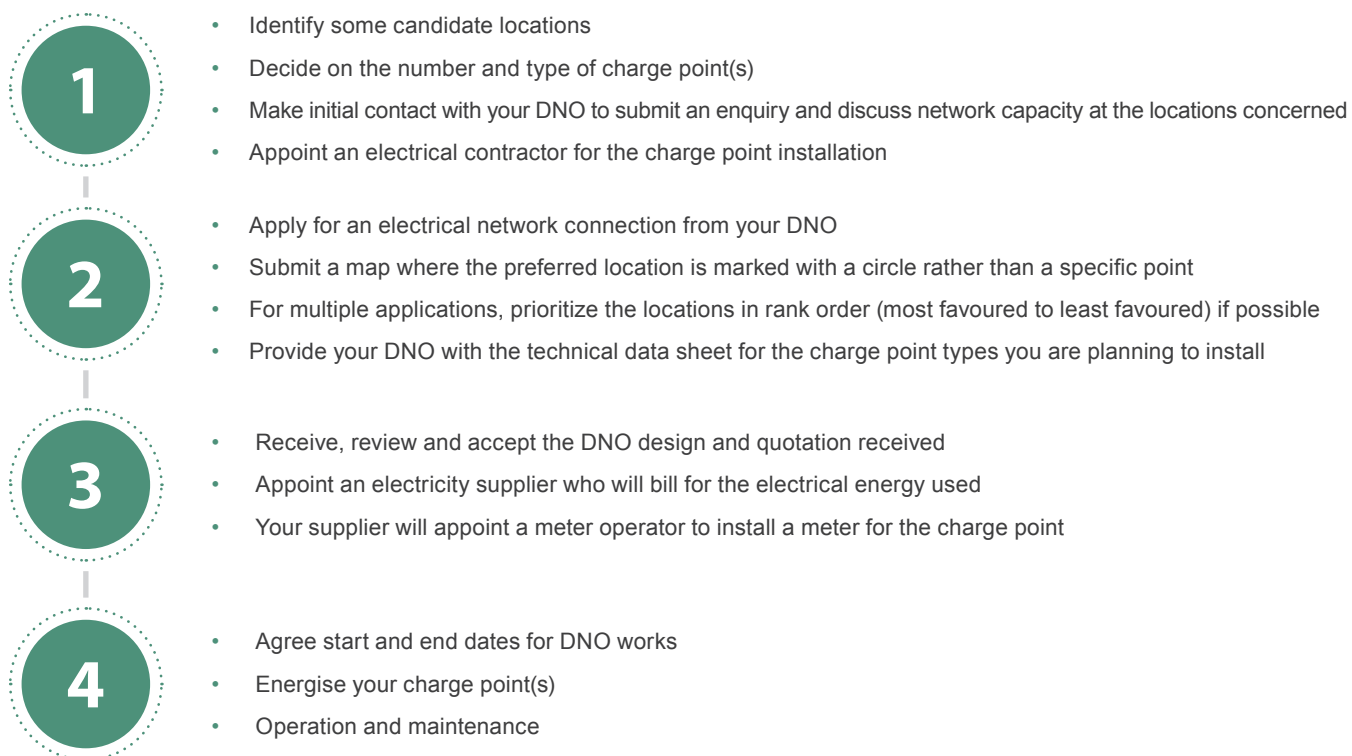 1
• Identify some candidate locations
• Decide on the number and type of charge point(s)
• Make initial contact with your DNO to submit an enquiry and discuss network capacity at the locations concerned
• Appoint an electrical contractor for the charge point installation
2
• Apply for an electrical network connection from your DNO
• Submit a map where the preferred location is marked with a circle rather than a specific point
• For multiple applications, prioritize the locations in rank order (most favoured to least favoured) if possible
• Provide your DNO with the technical data sheet for the charge point types you are planning to install
3
• Receive, review and accept the DNO design and quotation received
• Appoint an electricity supplier who will bill for the electrical energy used
• Your supplier will appoint a meter operator to install a meter for the charge point
4
• Agree start and end dates for DNO works
• Energise your charge point(s)
• Operation and maintenance